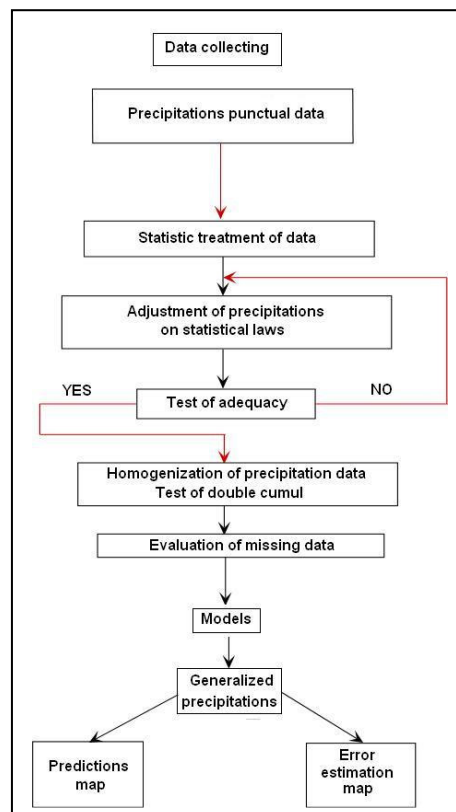 Data collecting
Precipitations punctual data
Statistic treatment of data
Adjustment of precipitations
on statistical laws
YES
NO
Test of adequacy
Homogenization of precipitation data
Test of double cumul
Evaluation of missing data
Models
Generalized
precipitations
Predictions
map
Error
estimation
map